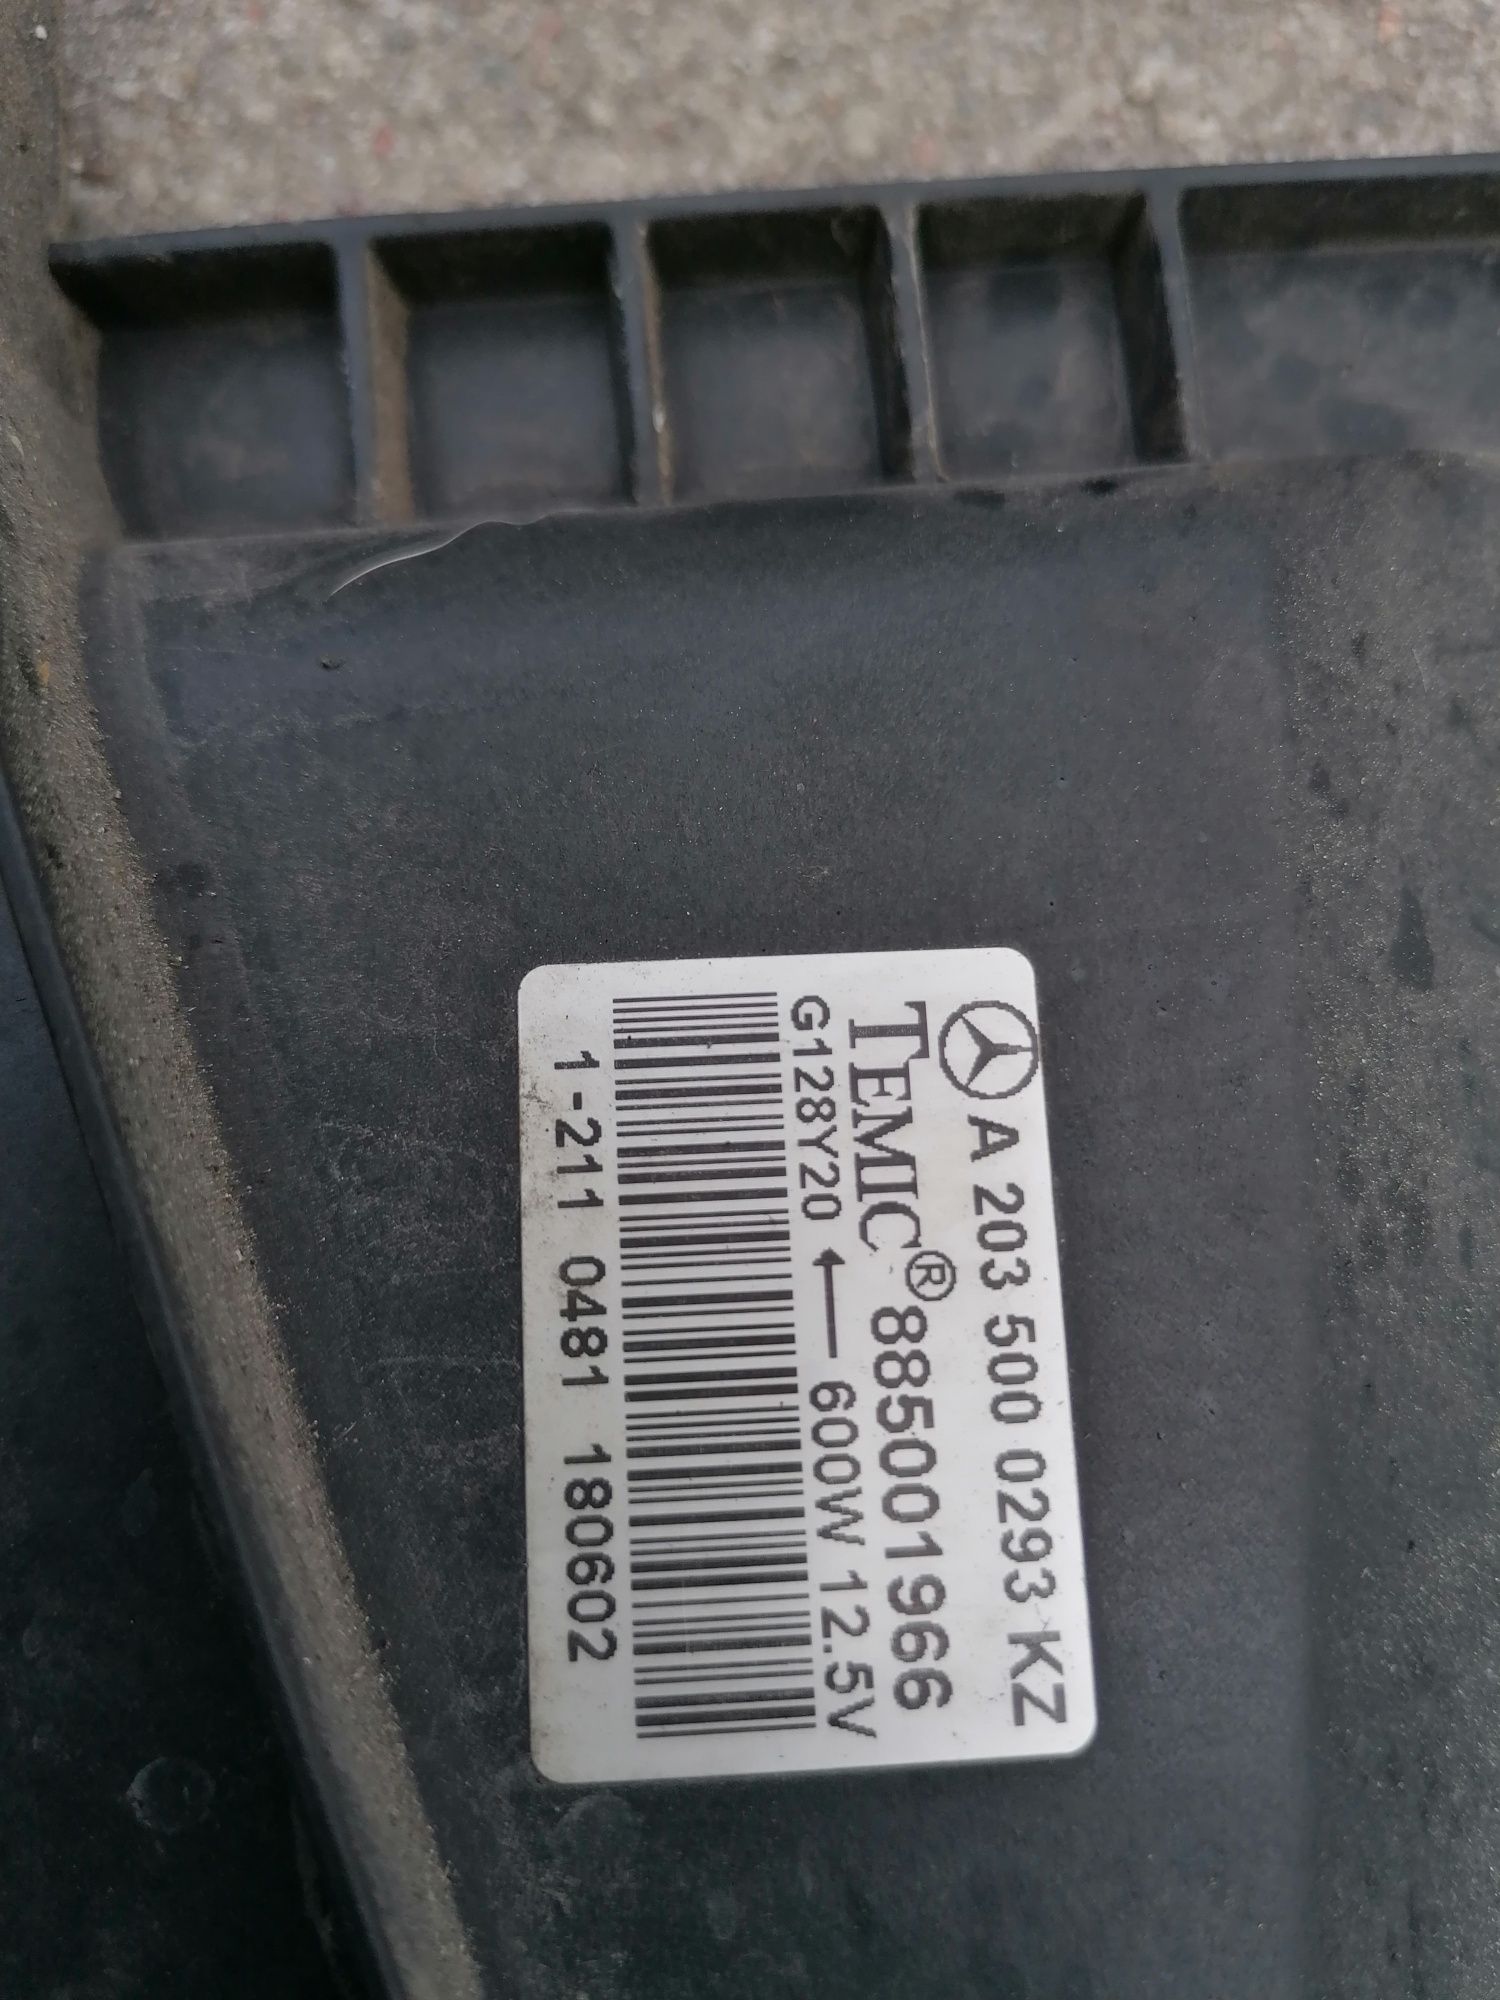 A 203 500 0293 KZ
TEMIC® 885001966
G128Y20 ← 600W 12.5V
1-211 0481 180602